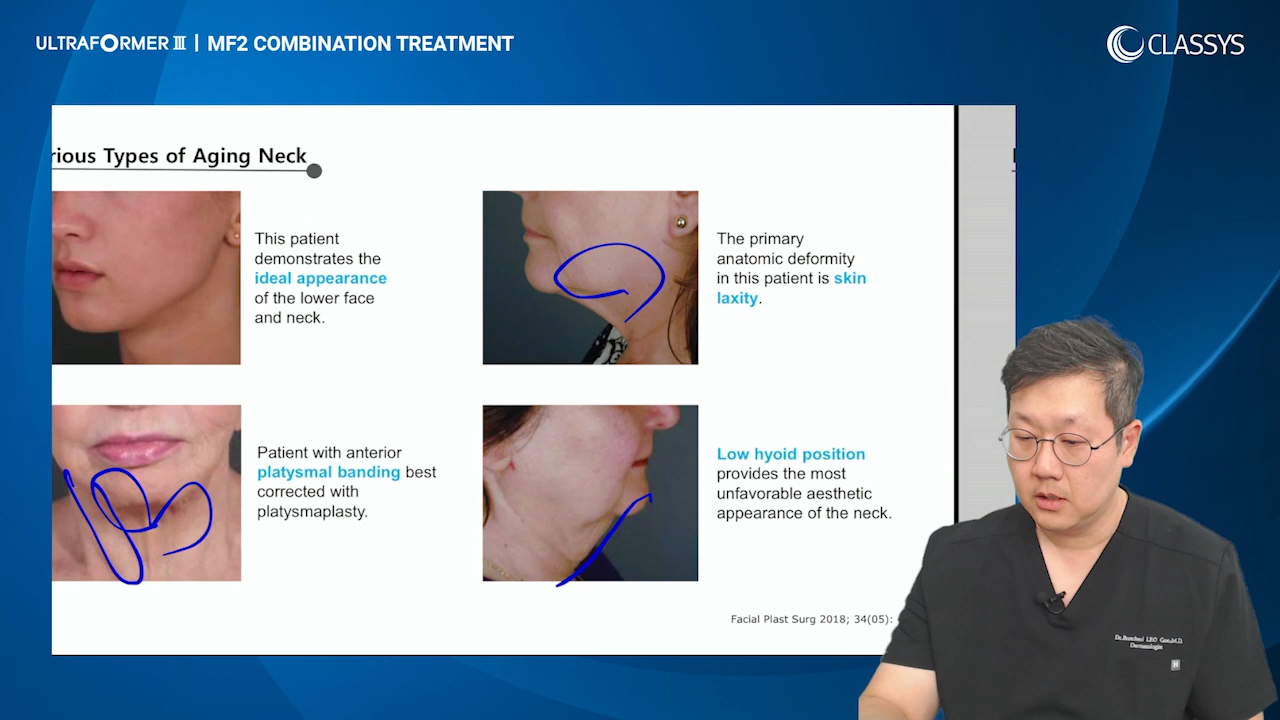 ULTRAFORMER III | MF2 COMBINATION TREATMENT
CLASSYS
rious Types of Aging Neck
This patient
demonstrates the
ideal appearance
of the lower face
and neck.
The primary
anatomic deformity
in this patient is skin
laxity.
Patient with anterior
platysmal banding best
corrected with
platysmaplasty.
Low hyoid position
provides the most
unfavorable aesthetic
appearance of the neck.
Facial Plast Surg 2018; 34(05):
LEO